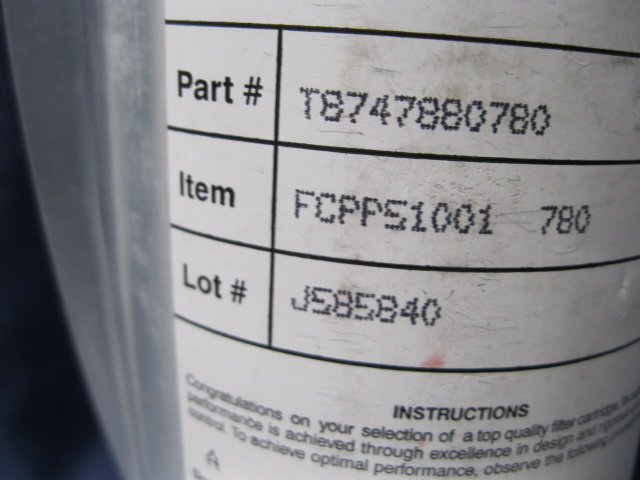 Part # T8747880780
Item FCPPS1001 780
Lot # J585840
INSTRUCTIONS
Congratulations on your selection of a top quality filter cartridge.
performance is achieved through excellence in design and
control. To achieve optimal performance, observe the following
A